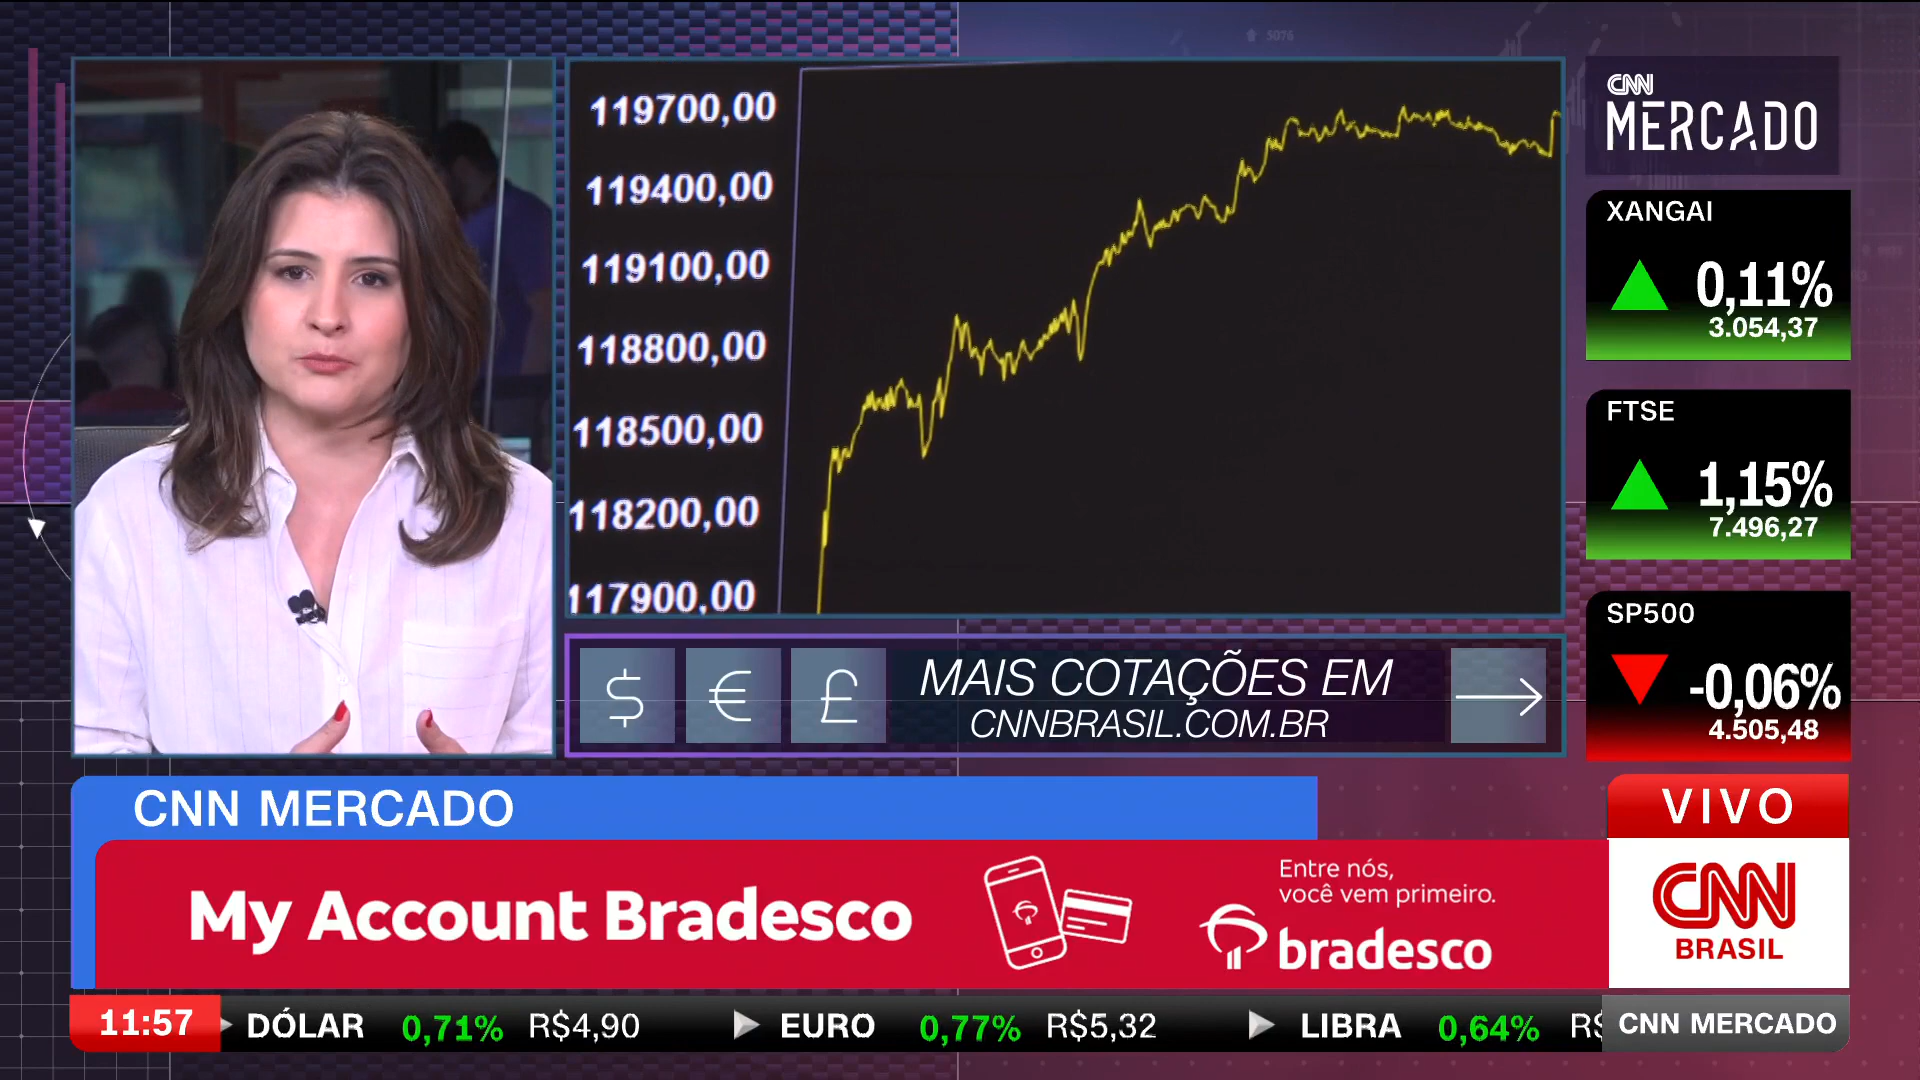 5076
119700,00
119400,00
119100,00
118800,00
118500,00
118200,00
117900,00
CNN
MERCADO
XANGAI
0,11%
3.054,37
FTSE
1,15%
7.496,27
SP500
-0,06%
4.505,48
$ € £
MAIS COTAÇÕES EM
CNNBRASIL.COM.BR
CNN MERCADO
My Account Bradesco
Entre nós,
você vem primeiro.
bradesco
VIVO
CNN
BRASIL
11:57 DÓLAR 0,71% R$4,90 EURO 0,77% R$5,32 LIBRA 0,64% R$ CNN MERCADO